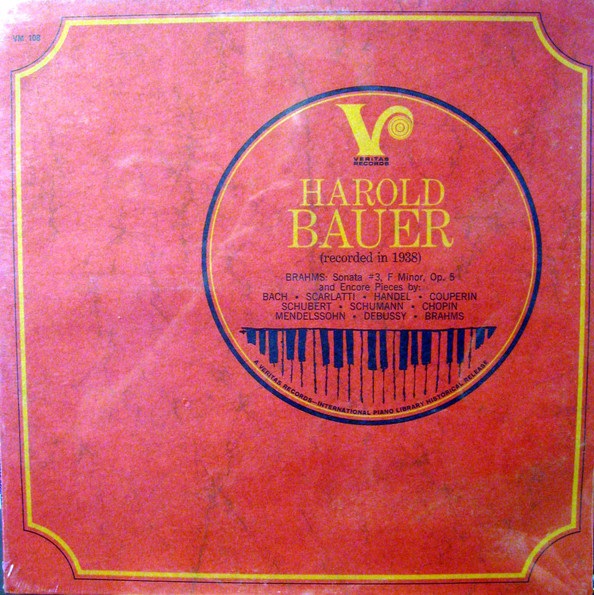 VM 108
V
VERITAS
RECORDS
HAROLD
BAUER
(recorded in 1938)
BRAHMS: Sonata #3, F Minor, Op. 5
and Encore Pieces by:
BACH • SCARLATTI • HANDEL • COUPERIN
SCHUBERT • SCHUMANN • CHOPIN
MENDELSSOHN • DEBUSSY • BRAHMS
A VERITAS RECORDS—INTERNATIONAL PIANO LIBRARY HISTORICAL RELEASE